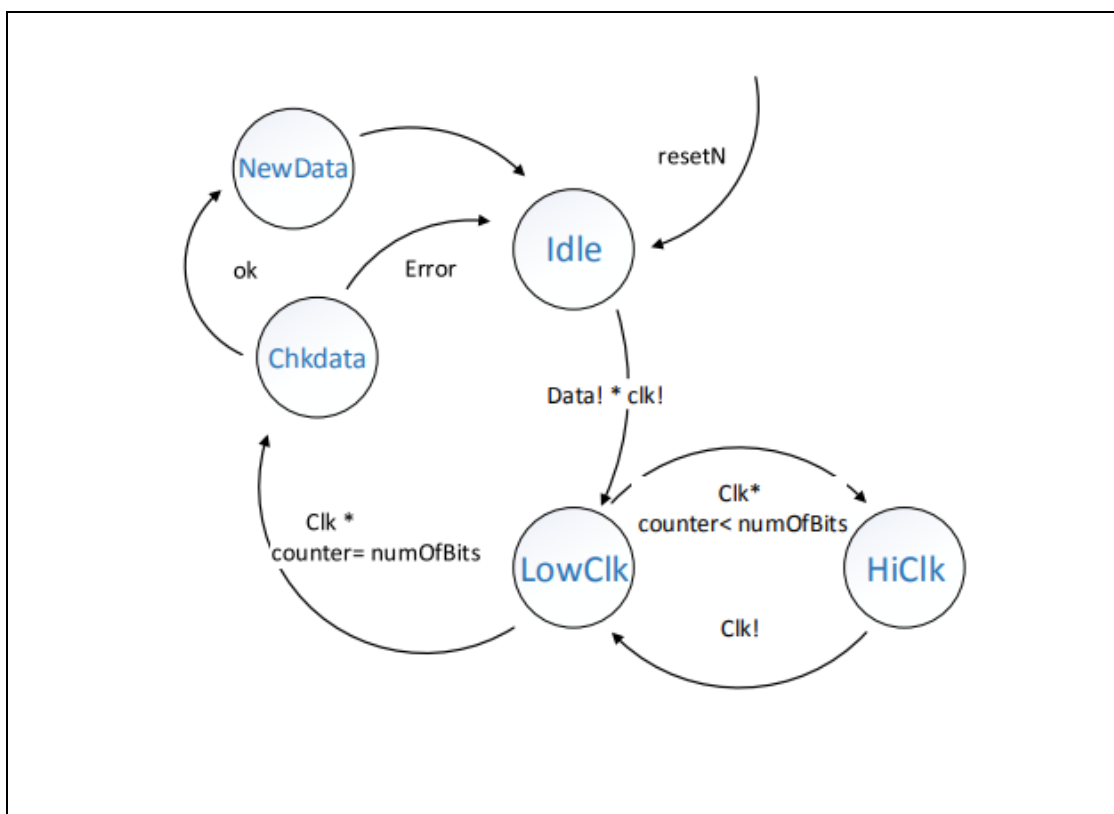 NewData
resetN
Idle
ok
Error
Chkdata
Data! * clk!
Clk*
counter< numOfBits
Clk *
counter= numOfBits
LowClk
HiClk
Clk!